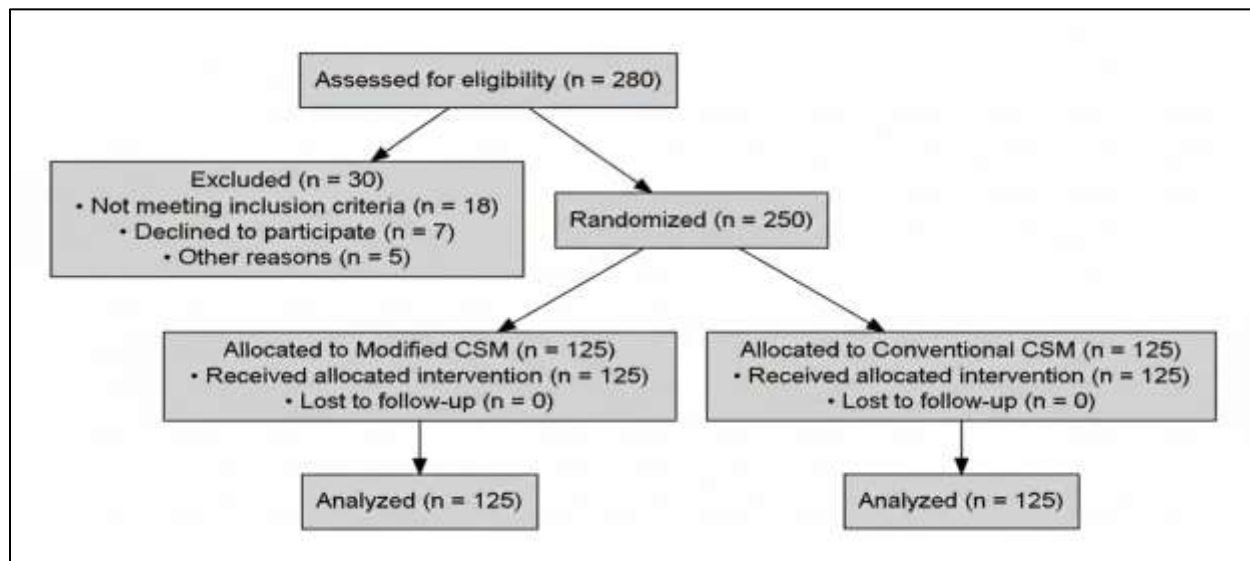 Assessed for eligibility (n = 280)
Excluded (n = 30)
• Not meeting inclusion criteria (n = 18)
• Declined to participate (n = 7)
• Other reasons (n = 5)
Randomized (n = 250)
Allocated to Modified CSM (n = 125)
• Received allocated intervention (n = 125)
• Lost to follow-up (n = 0)
Allocated to Conventional CSM (n = 125)
• Received allocated intervention (n = 125)
• Lost to follow-up (n = 0)
Analyzed (n = 125)
Analyzed (n = 125)